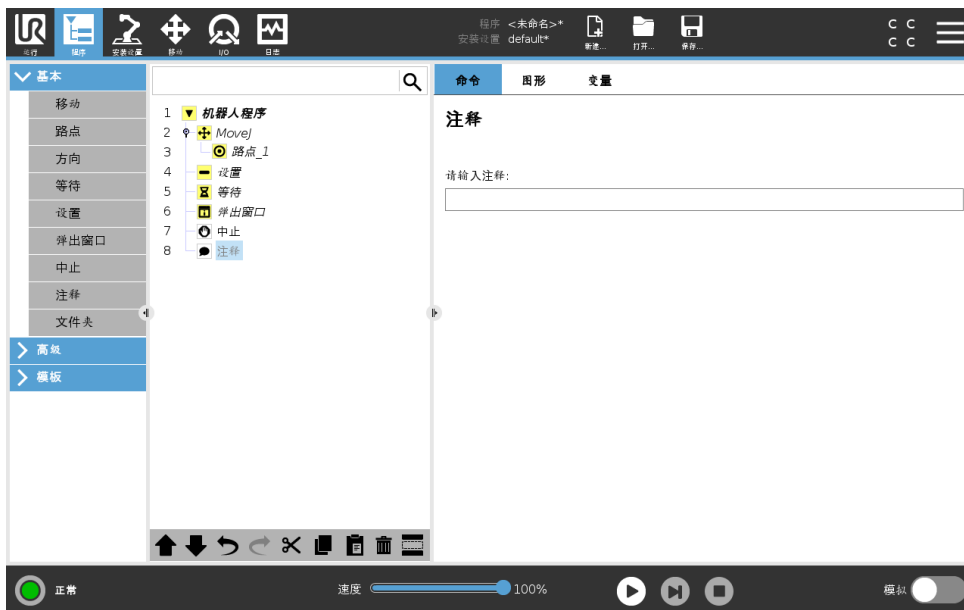 UR
运行
程序
安装设置
移动
I/O
日志
程序 <未命名>*
安装设置 default*
新建...
打开...
保存...
C C
C C
基本
移动
路点
方向
等待
设置
弹出窗口
中止
注释
文件夹
高级
模板
1 机器人程序
2 MoveJ
3 路点_1
4 设置
5 等待
6 弹出窗口
7 中止
8 注释
命令 图形 变量
注释
请输入注释:
正常
速度 100%
模拟